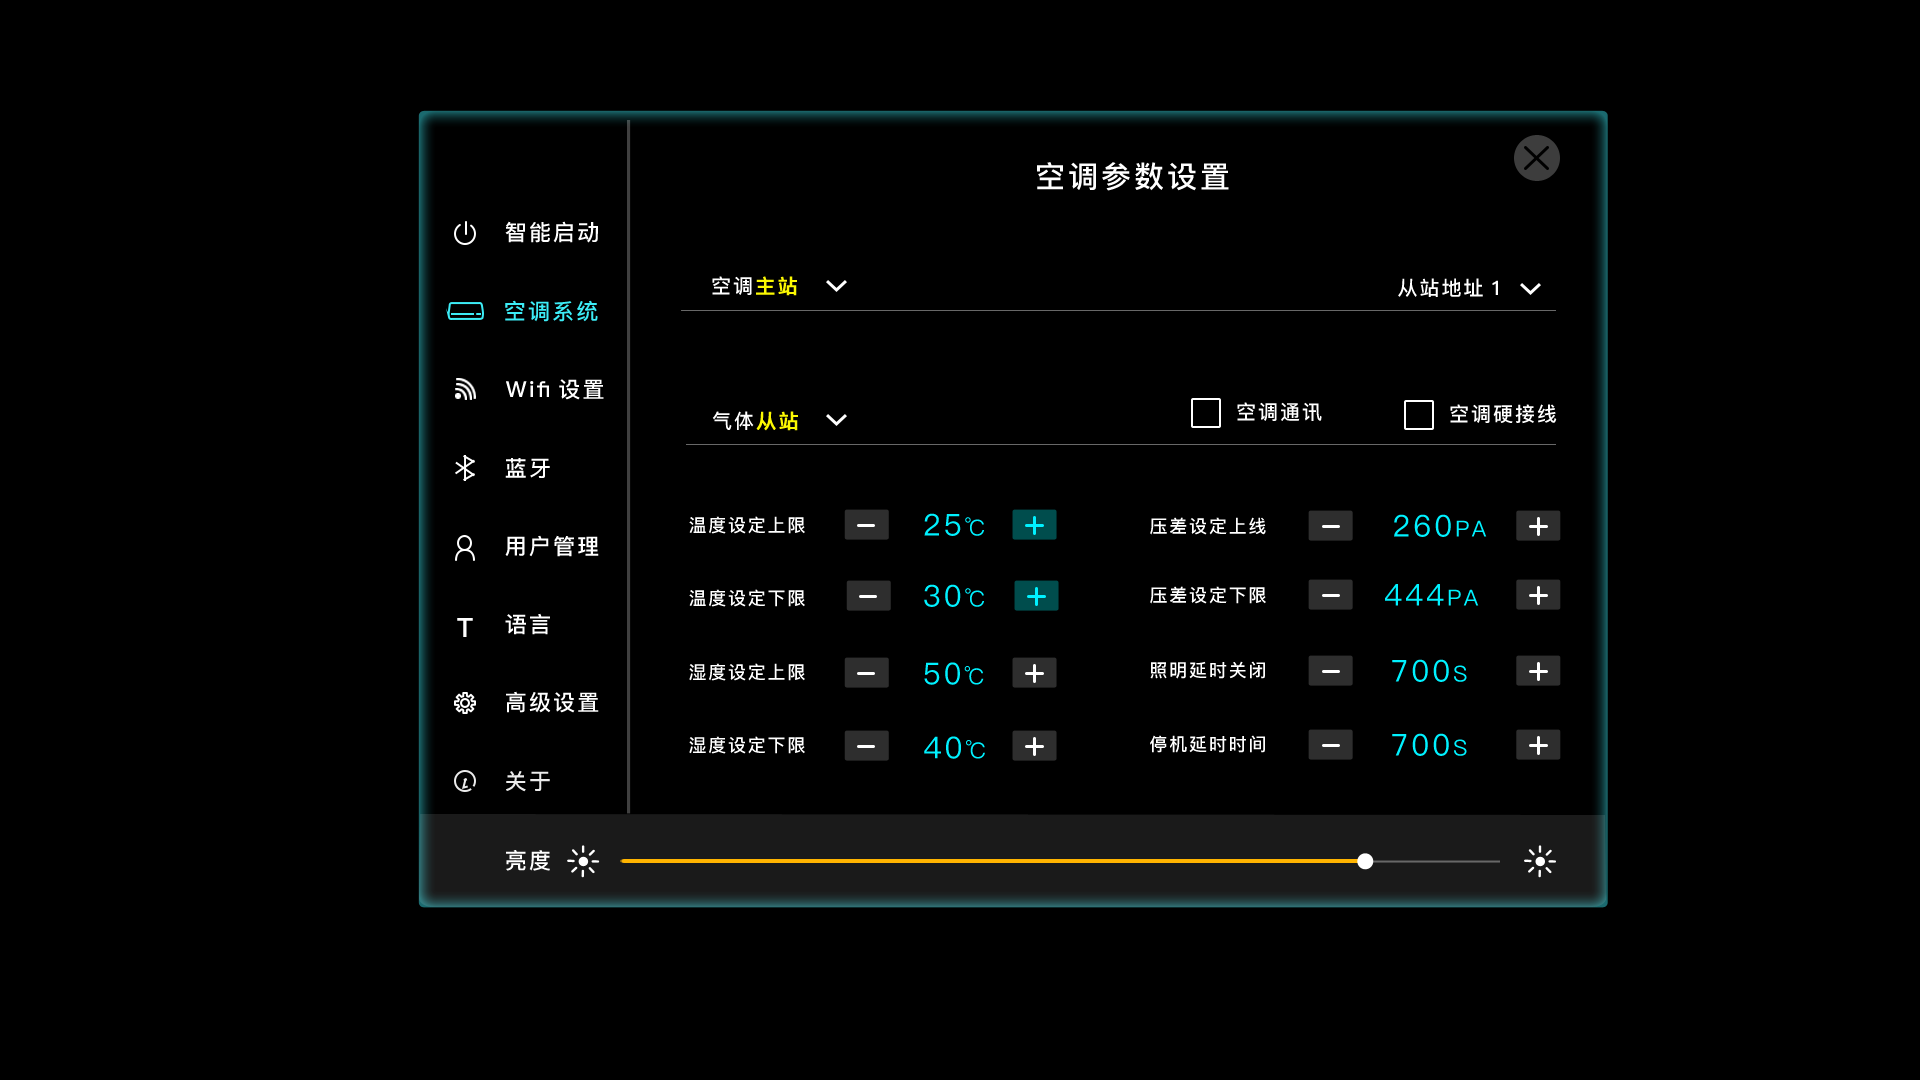 空调参数设置
智能启动
空调系统
Wifi 设置
蓝牙
用户管理
T 语言
高级设置
关于
空调主站
从站地址 1
气体从站
空调通讯
空调硬接线
温度设定上限 25℃
压差设定上线 260PA
温度设定下限 30℃
压差设定下限 444PA
湿度设定上限 50℃
照明延时关闭 700S
湿度设定下限 40℃
停机延时时间 700S
亮度